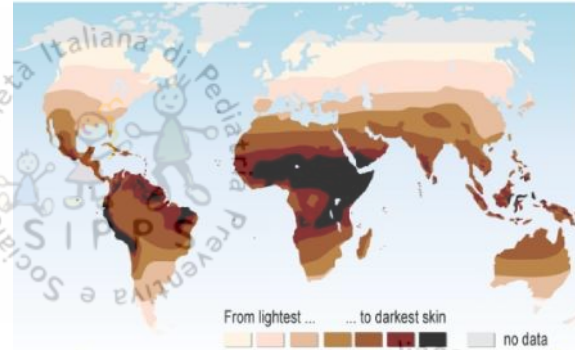 Società Italiana di Pediatria Preventiva e Sociale
SIPPS
From lightest ... ... to darkest skin
no data